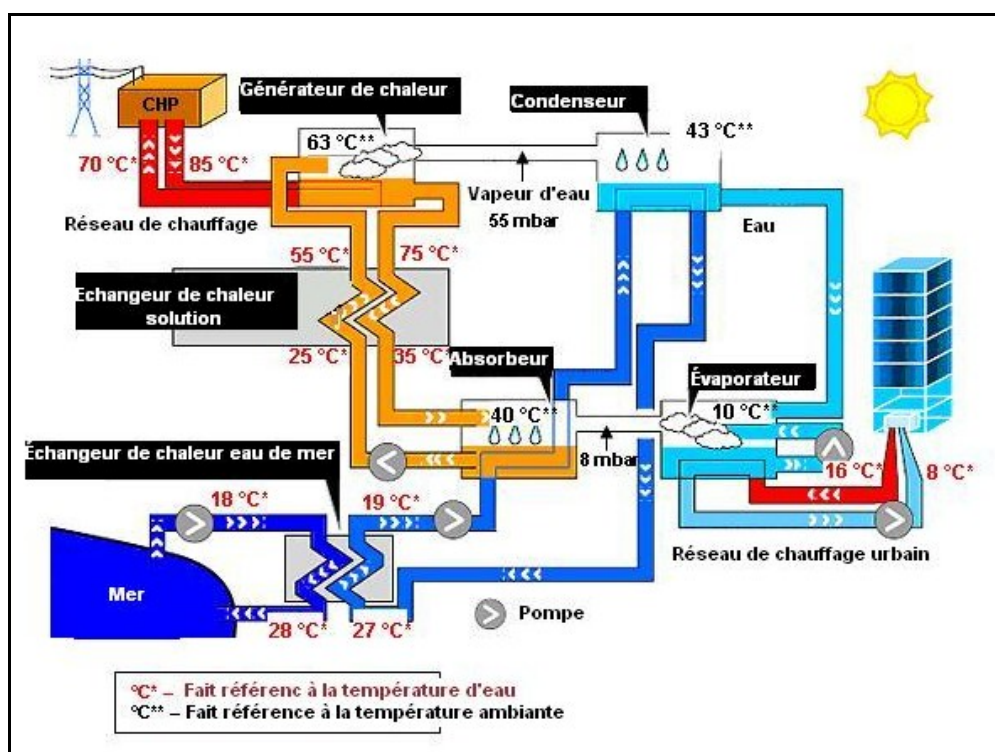 Générateur de chaleur
Condenseur
CHP
63 °C**
43 °C**
70 °C*
85 °C*
Vapeur d'eau
55 mbar
Réseau de chauffage
Eau
55 °C*
75 °C*
Echangeur de chaleur
solution
25 °C*
35 °C*
Absorbeur
Évaporateur
40 °C**
10 °C**
Échangeur de chaleur eau de mer
8 mbar
16 °C*
8 °C*
18 °C*
19 °C*
Réseau de chauffage urbain
Mer
Pompe
28 °C*
27 °C*
°C* – Fait référenc à la température d'eau
°C** – Fait référence à la température ambiante